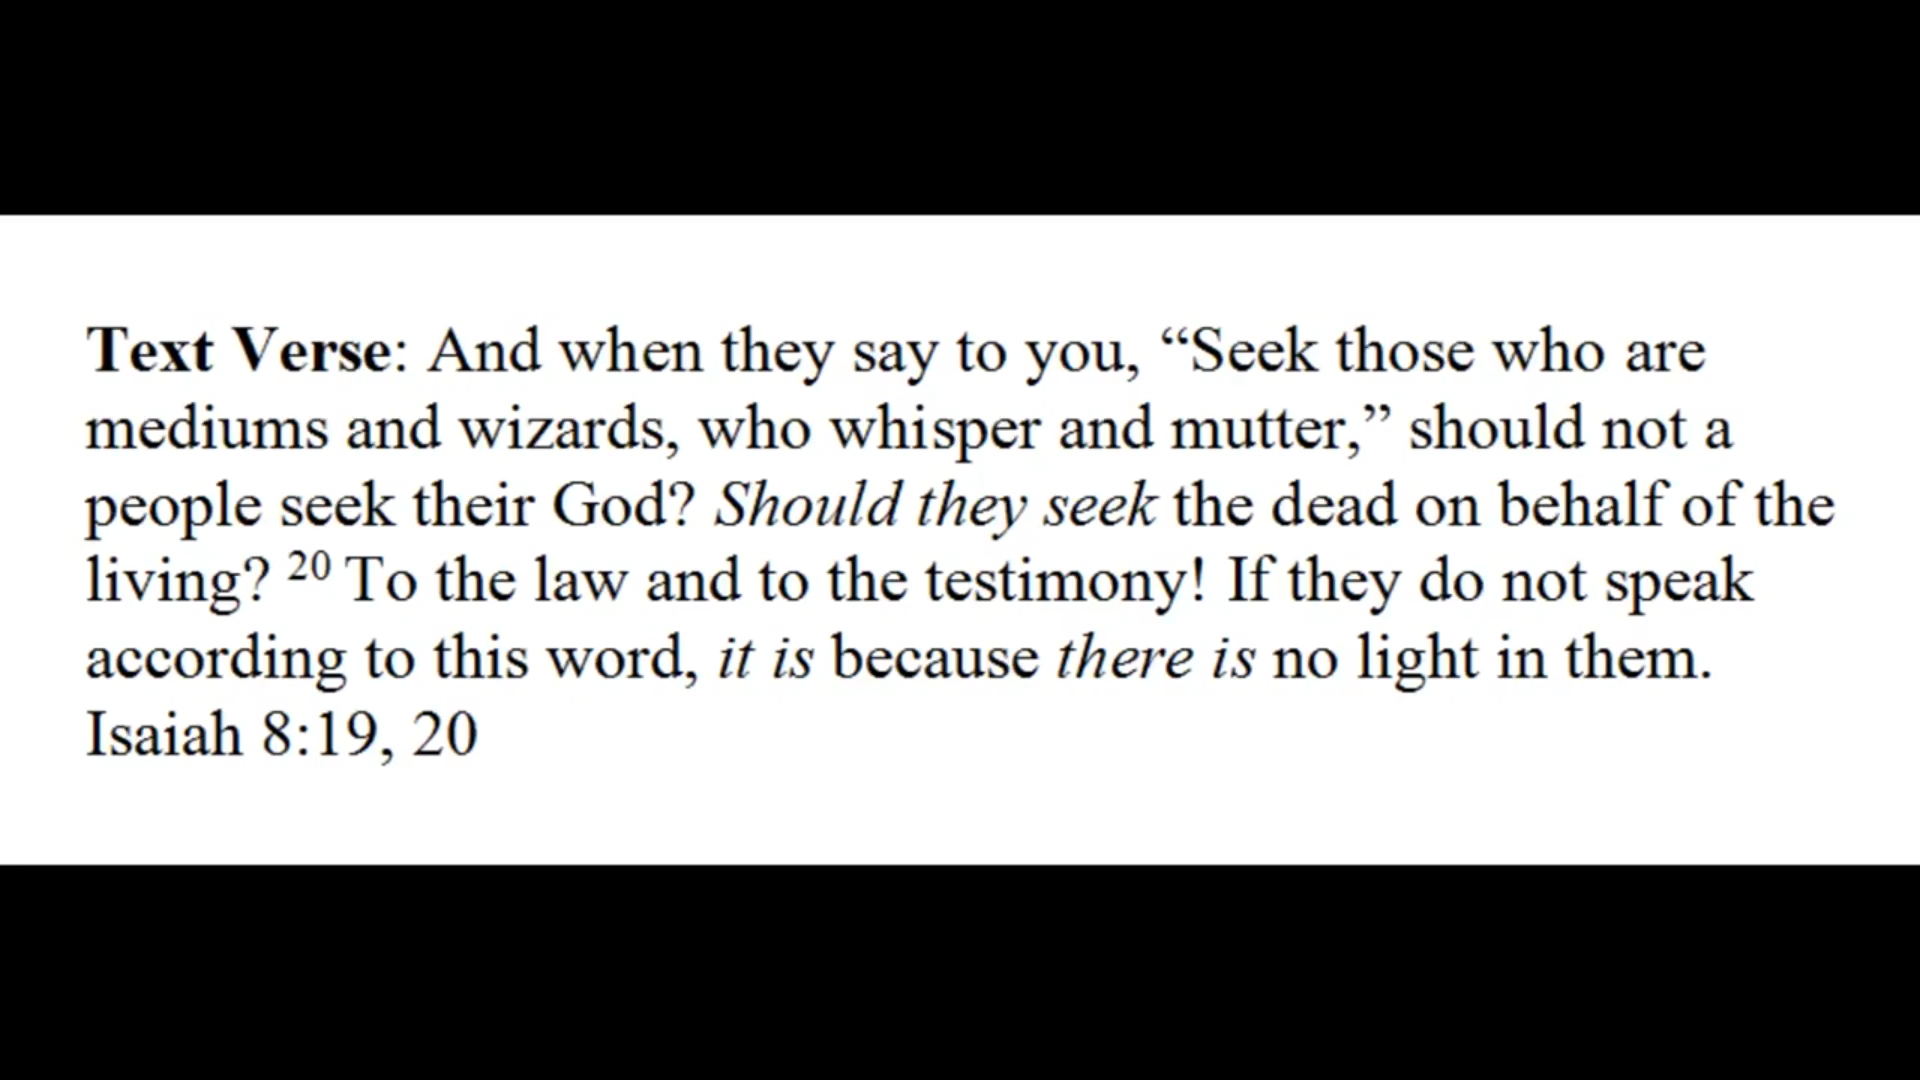 Text Verse: And when they say to you, “Seek those who are
mediums and wizards, who whisper and mutter,” should not a
people seek their God? Should they seek the dead on behalf of the
living? 20 To the law and to the testimony! If they do not speak
according to this word, it is because there is no light in them.
Isaiah 8:19, 20